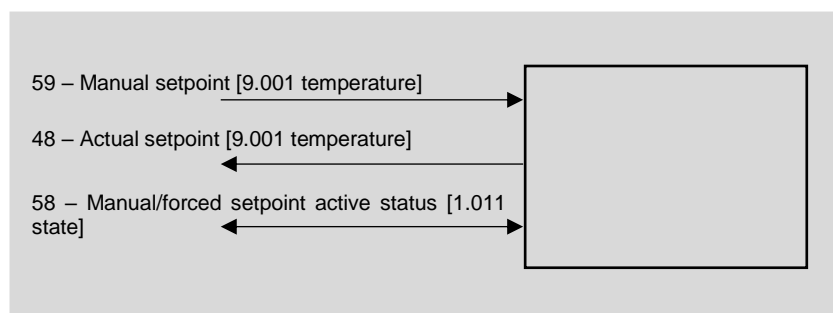 59 – Manual setpoint [9.001 temperature]
48 – Actual setpoint [9.001 temperature]
58 – Manual/forced setpoint active status [1.011
state]